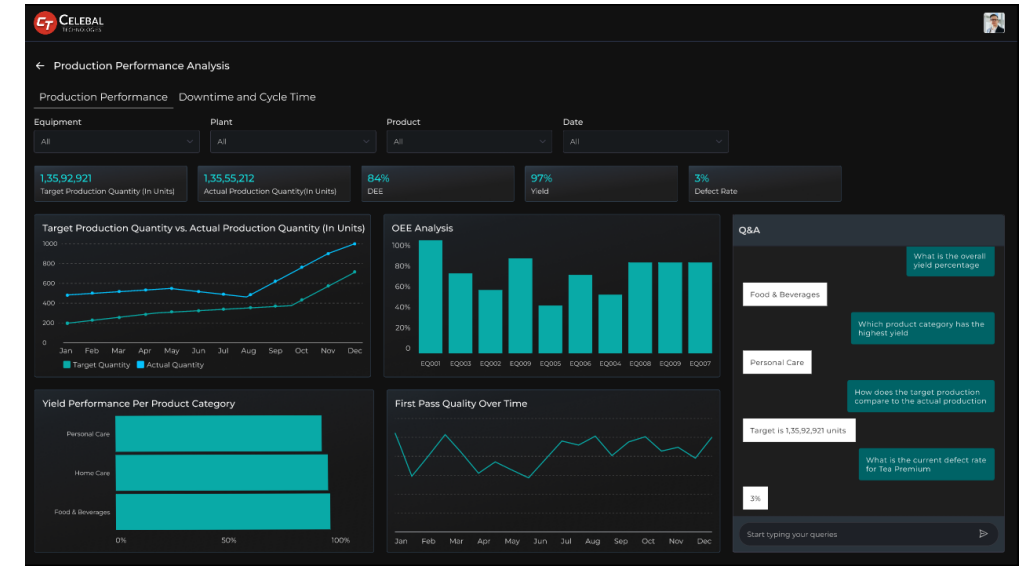 CT CELEBAL
TECHNOLOGIES
← Production Performance Analysis
Production Performance Downtime and Cycle Time
Equipment Plant Product Date
All All All All
1,35,92,921
Target Production Quantity (In Units)
1,35,55,212
Actual Production Quantity(In Units)
84%
DEE
97%
Yield
3%
Defect Rate
Target Production Quantity vs. Actual Production Quantity (In Units)
1000
800
600
400
200
0
Jan Feb Mar Apr May Jun Jul Aug Sep Oct Nov Dec
Target Quantity Actual Quantity
OEE Analysis
100%
80%
60%
40%
20%
0
EQ001 EQ003 EQ002 EQ009 EQ005 EQ006 EQ004 EQ008 EQ009 EQ007
Yield Performance Per Product Category
Personal Care
Home Care
Food & Beverages
0% 50% 100%
First Pass Quality Over Time
Jan Feb Mar Apr May Jun Jul Aug Sep Oct Nov Dec
Q&A
What is the overall
yield percentage
Food & Beverages
Which product category has the
highest yield
Personal Care
How does the target production
compare to the actual production
Target is 1,35,92,921 units
What is the current defect rate
for Tea Premium
3%
Start typing your queries